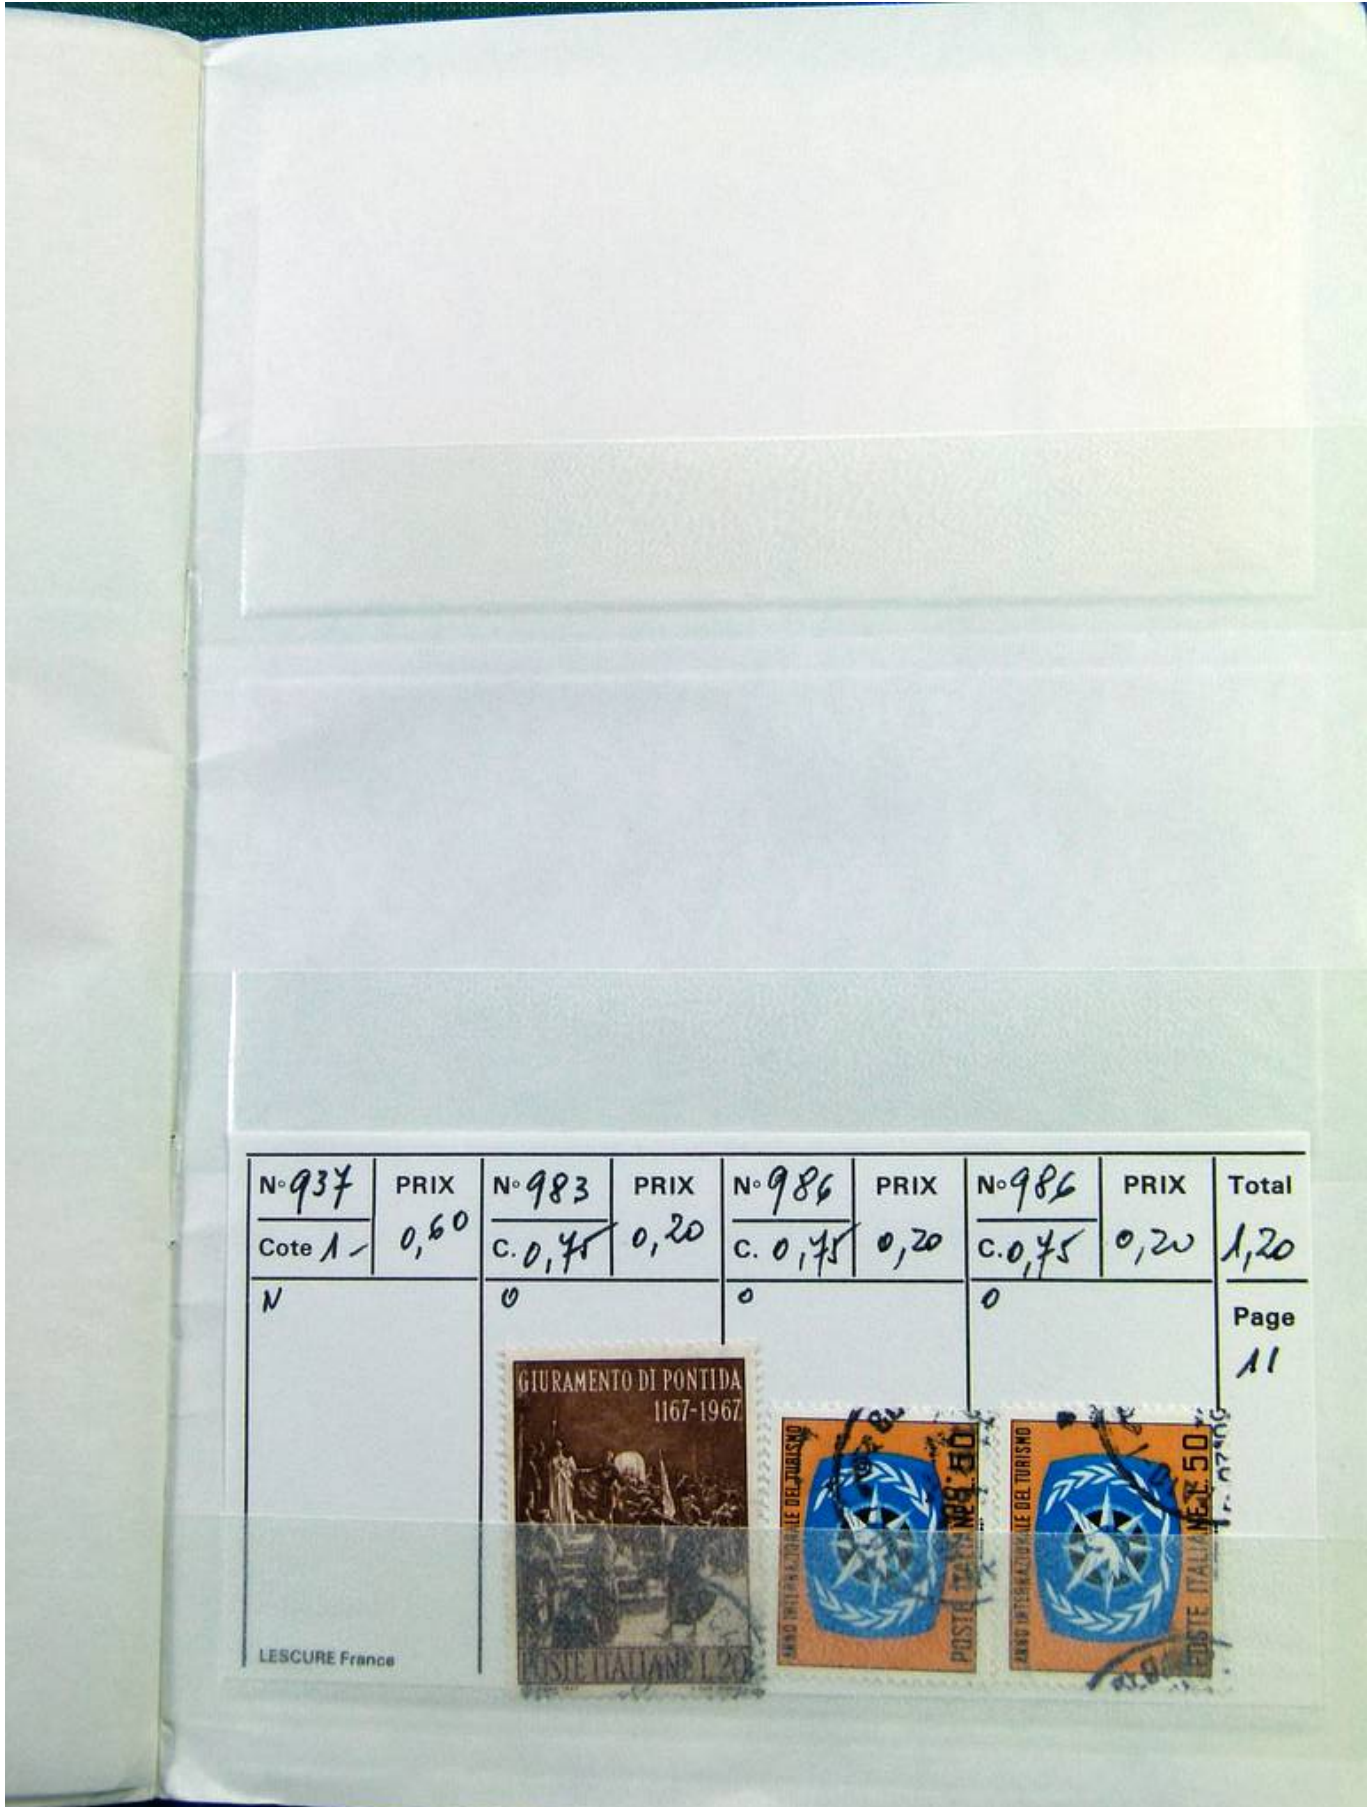 N° 937 PRIX N° 983 PRIX N° 986 PRIX N° 986 PRIX Total
Cote 1- 0,60 C. 0,75 0,20 C. 0,75 0,20 C. 0,75 0,20 1,20
N O O O Page
11
GIURAMENTO DI PONTIDA
1167-1967
POSTE ITALIANE L.20
ANNO INTERNAZIONALE DEL TURISMO
POSTE ITALIANE L.50
ANNO INTERNAZIONALE DEL TURISMO
POSTE ITALIANE L.50
LESCURE France